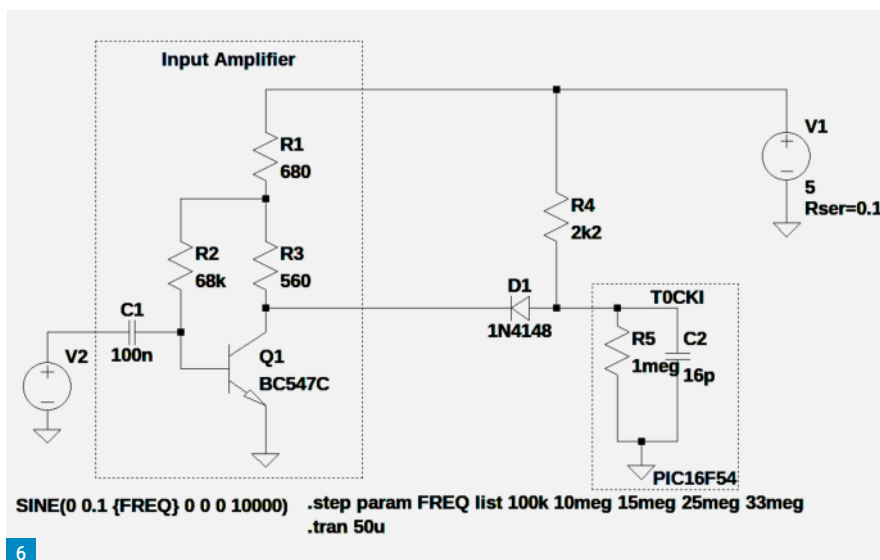 Input Amplifier
R1
680
V1
5
Rser=0.1
R4
2k2
R2
68k
R3
560
D1
1N4148
T0CKI
C1
100n
V2
Q1
BC547C
R5
1meg
C2
16p
PIC16F54
SINE(0 0.1 {FREQ} 0 0 0 10000)
.step param FREQ list 100k 10meg 15meg 25meg 33meg
.tran 50u
6